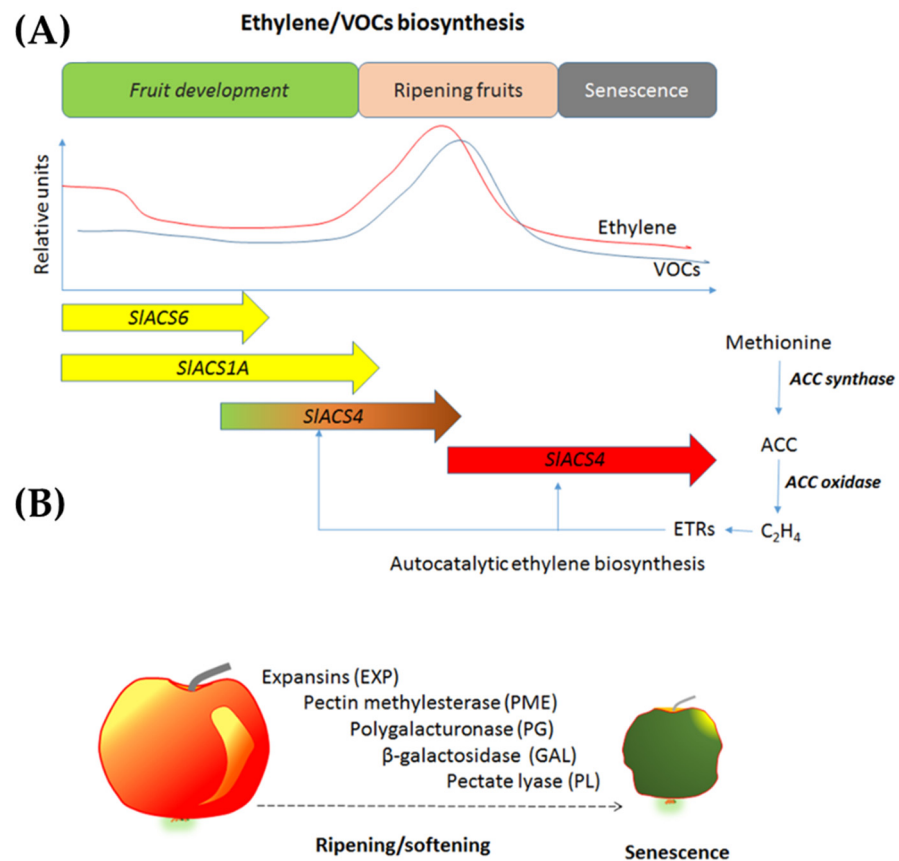 (A)
Ethylene/VOCs biosynthesis
Fruit development
Ripening fruits
Senescence
Relative units
Ethylene
VOCs
SlACS6
SlACS1A
SlACS4
SlACS4
Methionine
ACC synthase
ACC
ACC oxidase
C₂H₄
ETRs
Autocatalytic ethylene biosynthesis
(B)
Expansins (EXP)
Pectin methylesterase (PME)
Polygalacturonase (PG)
β-galactosidase (GAL)
Pectate lyase (PL)
Ripening/softening
Senescence